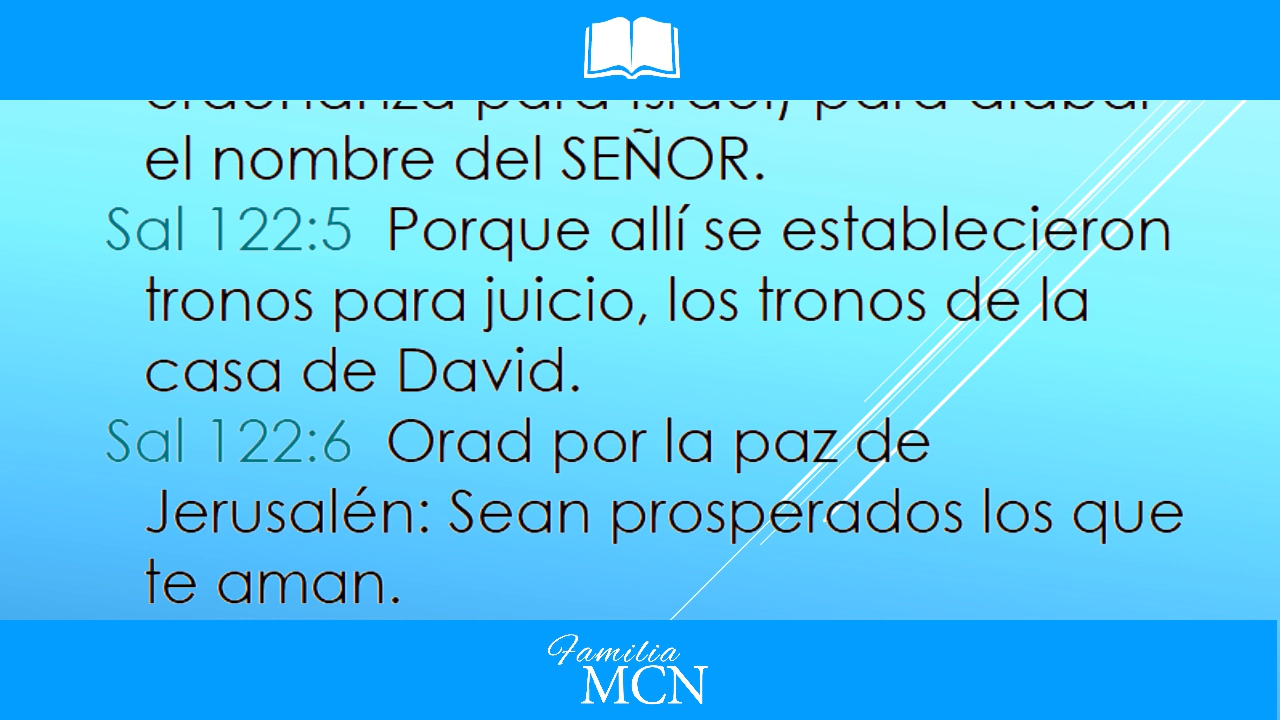 ordenanza para Israel, para alabar
el nombre del SEÑOR.
Sal 122:5 Porque allí se establecieron
tronos para juicio, los tronos de la
casa de David.
Sal 122:6 Orad por la paz de
Jerusalén: Sean prosperados los que
te aman.
Familia
MCN